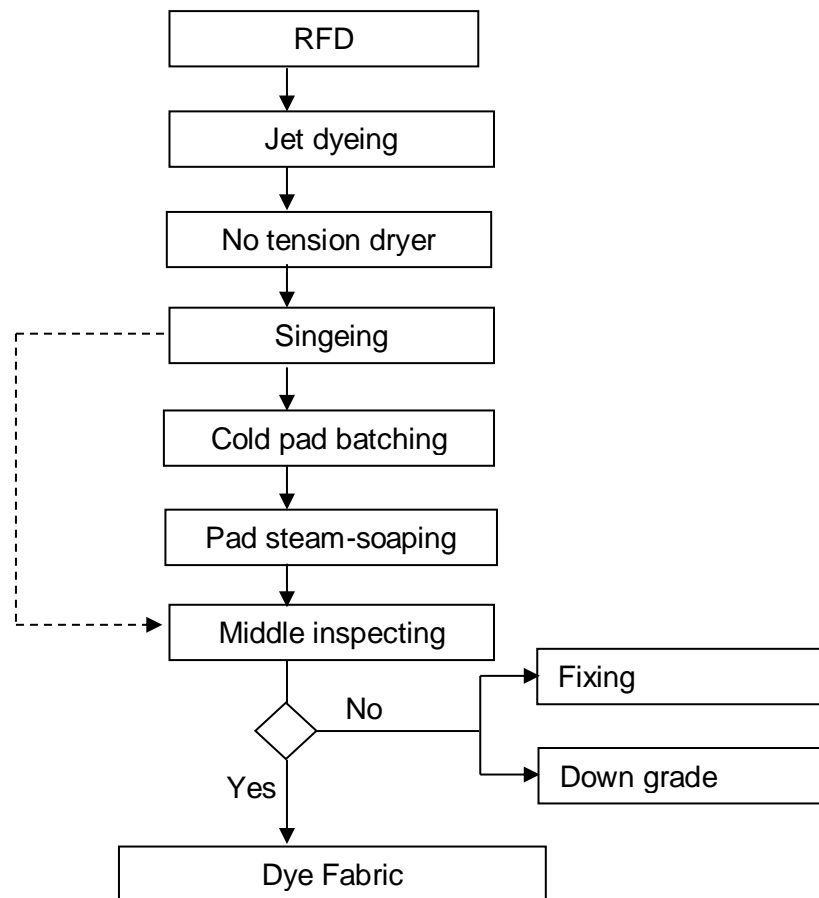 RFD
Jet dyeing
No tension dryer
Singeing
Cold pad batching
Pad steam-soaping
Middle inspecting
Fixing
No
Down grade
Yes
Dye Fabric